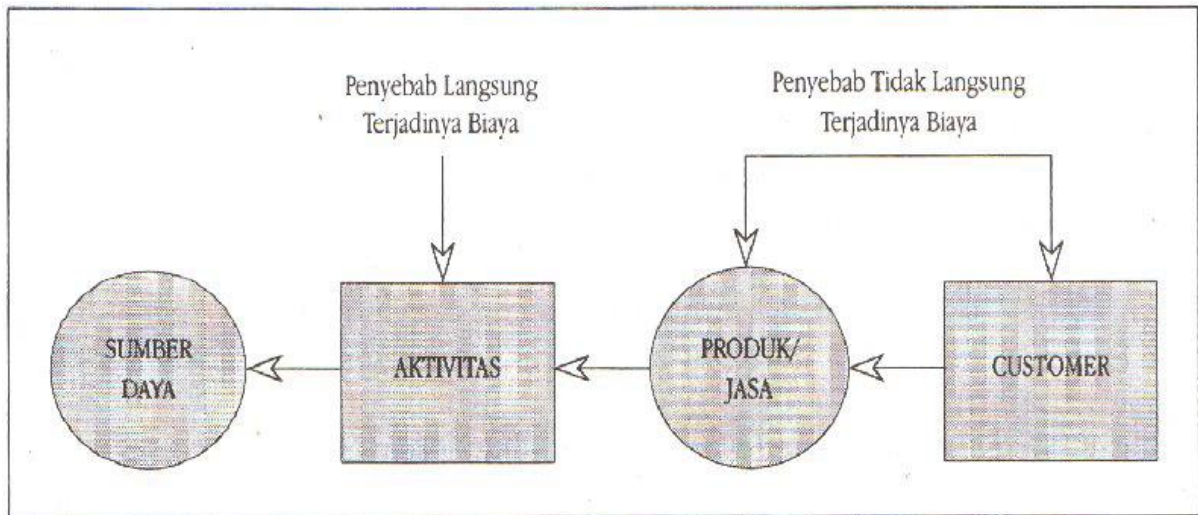 Penyebab Langsung
Terjadinya Biaya
Penyebab Tidak Langsung
Terjadinya Biaya
SUMBER
DAYA
AKTIVITAS
PRODUK/
JASA
CUSTOMER